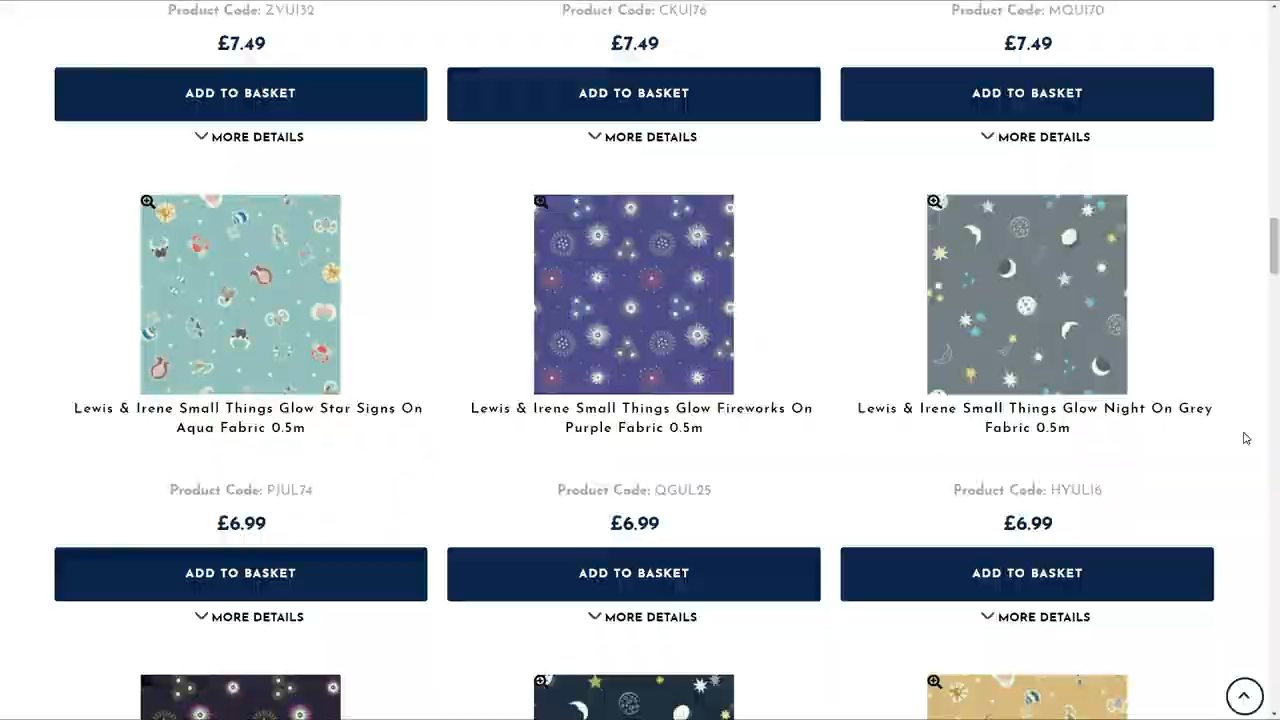 Product Code: ZVUI32
Product Code: CKUJ76
Product Code: MQUI70
£7.49
£7.49
£7.49
ADD TO BASKET
ADD TO BASKET
ADD TO BASKET
MORE DETAILS
MORE DETAILS
MORE DETAILS
Lewis & Irene Small Things Glow Star Signs On
Aqua Fabric 0.5m
Lewis & Irene Small Things Glow Fireworks On
Purple Fabric 0.5m
Lewis & Irene Small Things Glow Night On Grey
Fabric 0.5m
Product Code: PJUL74
Product Code: QGUL25
Product Code: HYUL16
£6.99
£6.99
£6.99
ADD TO BASKET
ADD TO BASKET
ADD TO BASKET
MORE DETAILS
MORE DETAILS
MORE DETAILS